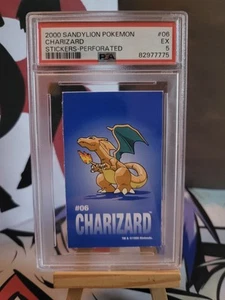 2000 SANDYLION POKEMON #06
CHARIZARD EX
STICKERS-PERFORATED 5
PSA 82977775
#06
CHARIZARD